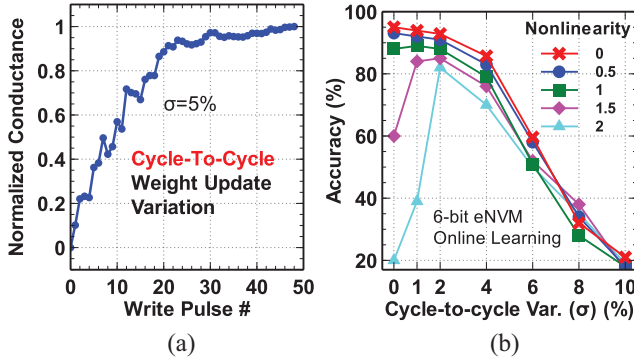 (a)
Normalized Conductance
1
0.8
0.6
0.4
0.2
0
σ=5%
Cycle-To-Cycle
Weight Update
Variation
0 10 20 30 40 50
Write Pulse #
(a)
(b)
Accuracy (%)
80
60
40
20
Nonlinearity
0
0.5
1
1.5
2
6-bit eNVM
Online Learning
0 1 2 4 6 8 10
Cycle-to-cycle Var. (σ) (%)
(b)